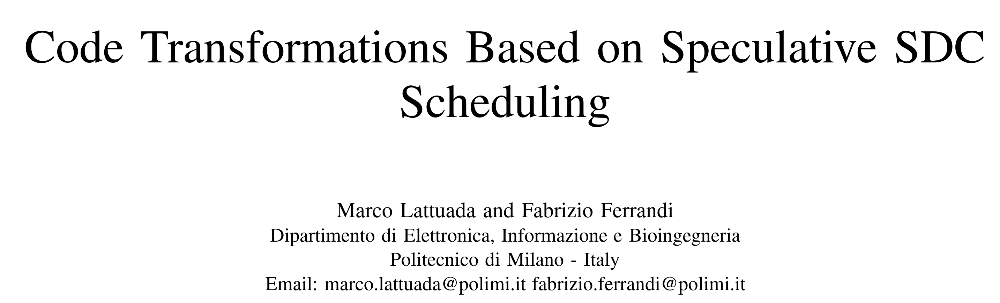 Code Transformations Based on Speculative SDC
Scheduling
Marco Lattuada and Fabrizio Ferrandi
Dipartimento di Elettronica, Informazione e Bioingegneria
Politecnico di Milano - Italy
Email: marco.lattuada@polimi.it fabrizio.ferrandi@polimi.it